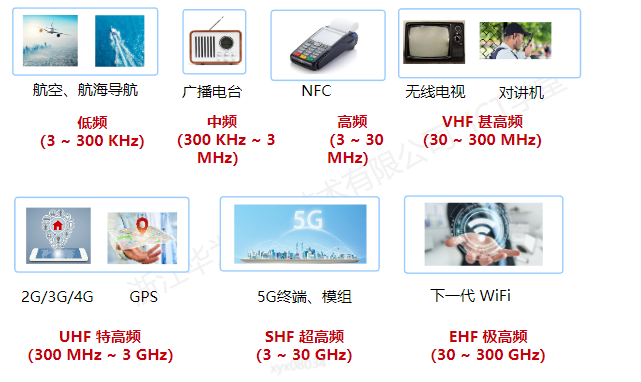 航空、航海导航
广播电台
NFC
无线电视
对讲机
低频
(3 ~ 300 KHz)
中频
(300 KHz ~ 3
MHz)
高频
(3 ~ 30
MHz)
VHF 甚高频
(30 ~ 300 MHz)
5G
2G/3G/4G
GPS
5G终端、模组
下一代 WiFi
UHF 特高频
(300 MHz ~ 3 GHz)
SHF 超高频
(3 ~ 30 GHz)
EHF 极高频
(30 ~ 300 GHz)